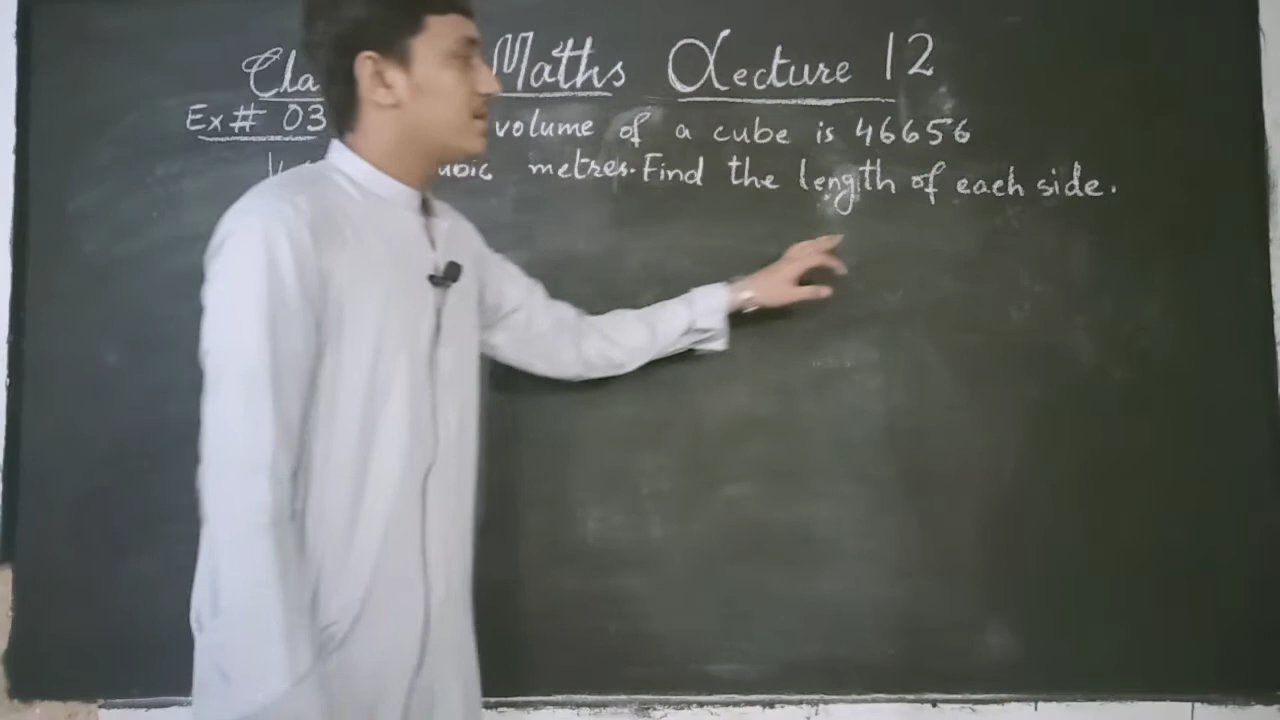 Cla Maths Lecture 12
Ex# 03 volume of a cube is 46656
ubic metres. Find the length of each side.